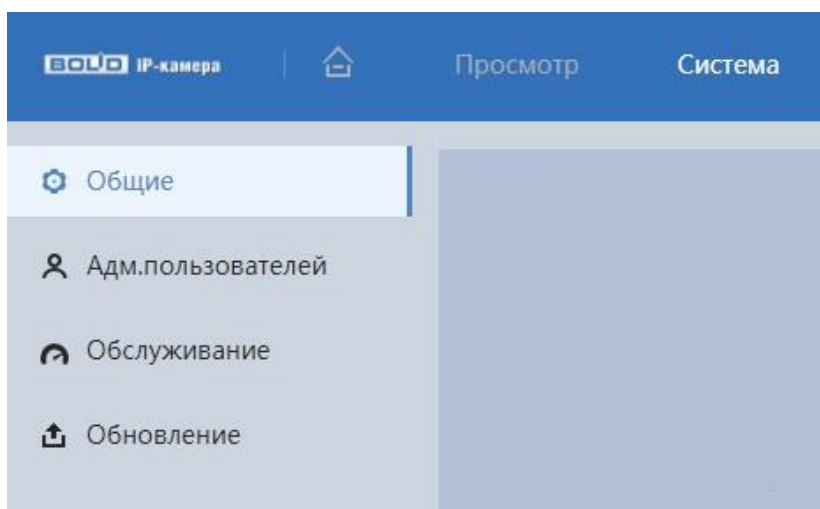 BOLID IP-камера Просмотр Система
Общие
Адм.пользователей
Обслуживание
Обновление